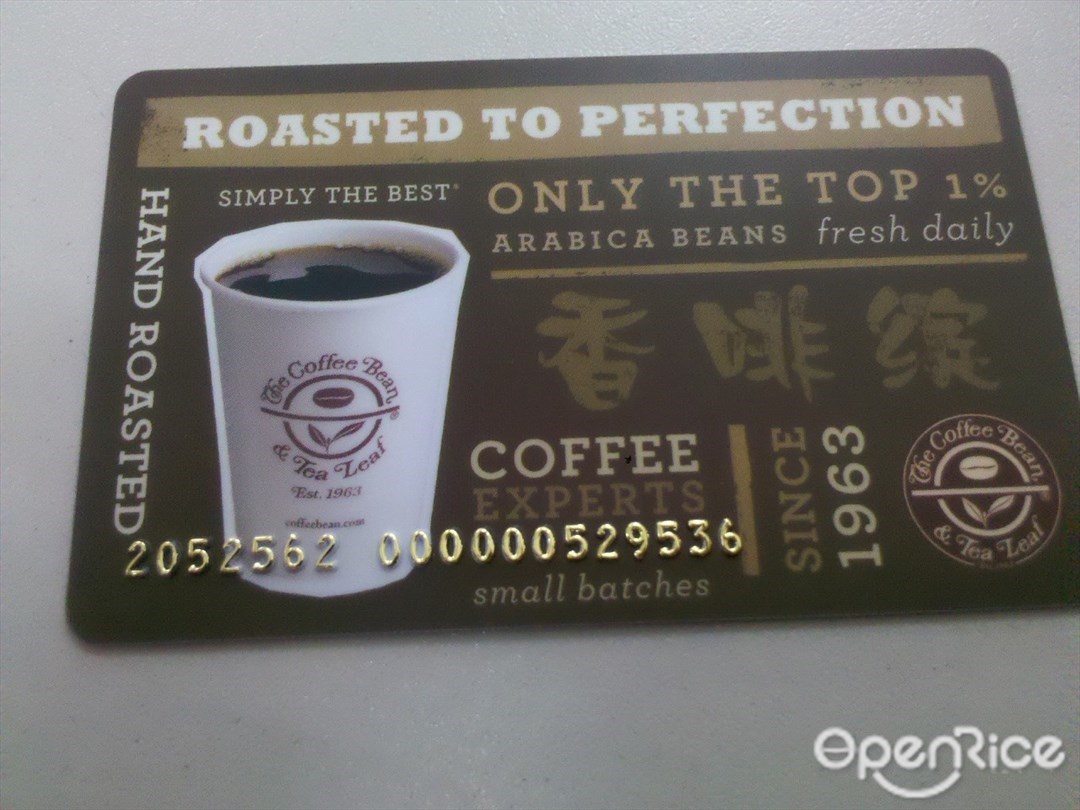 ROASTED TO PERFECTION
SIMPLY THE BEST®
ONLY THE TOP 1%
ARABICA BEANS fresh daily
HAND ROASTED
香啡缤
The Coffee Bean®
& Tea Leaf
Est. 1963
coffeebean.com
COFFEE
EXPERTS
SINCE
1963
The Coffee Bean
& Tea Leaf
2052562 000000529536
small batches
OpenRice